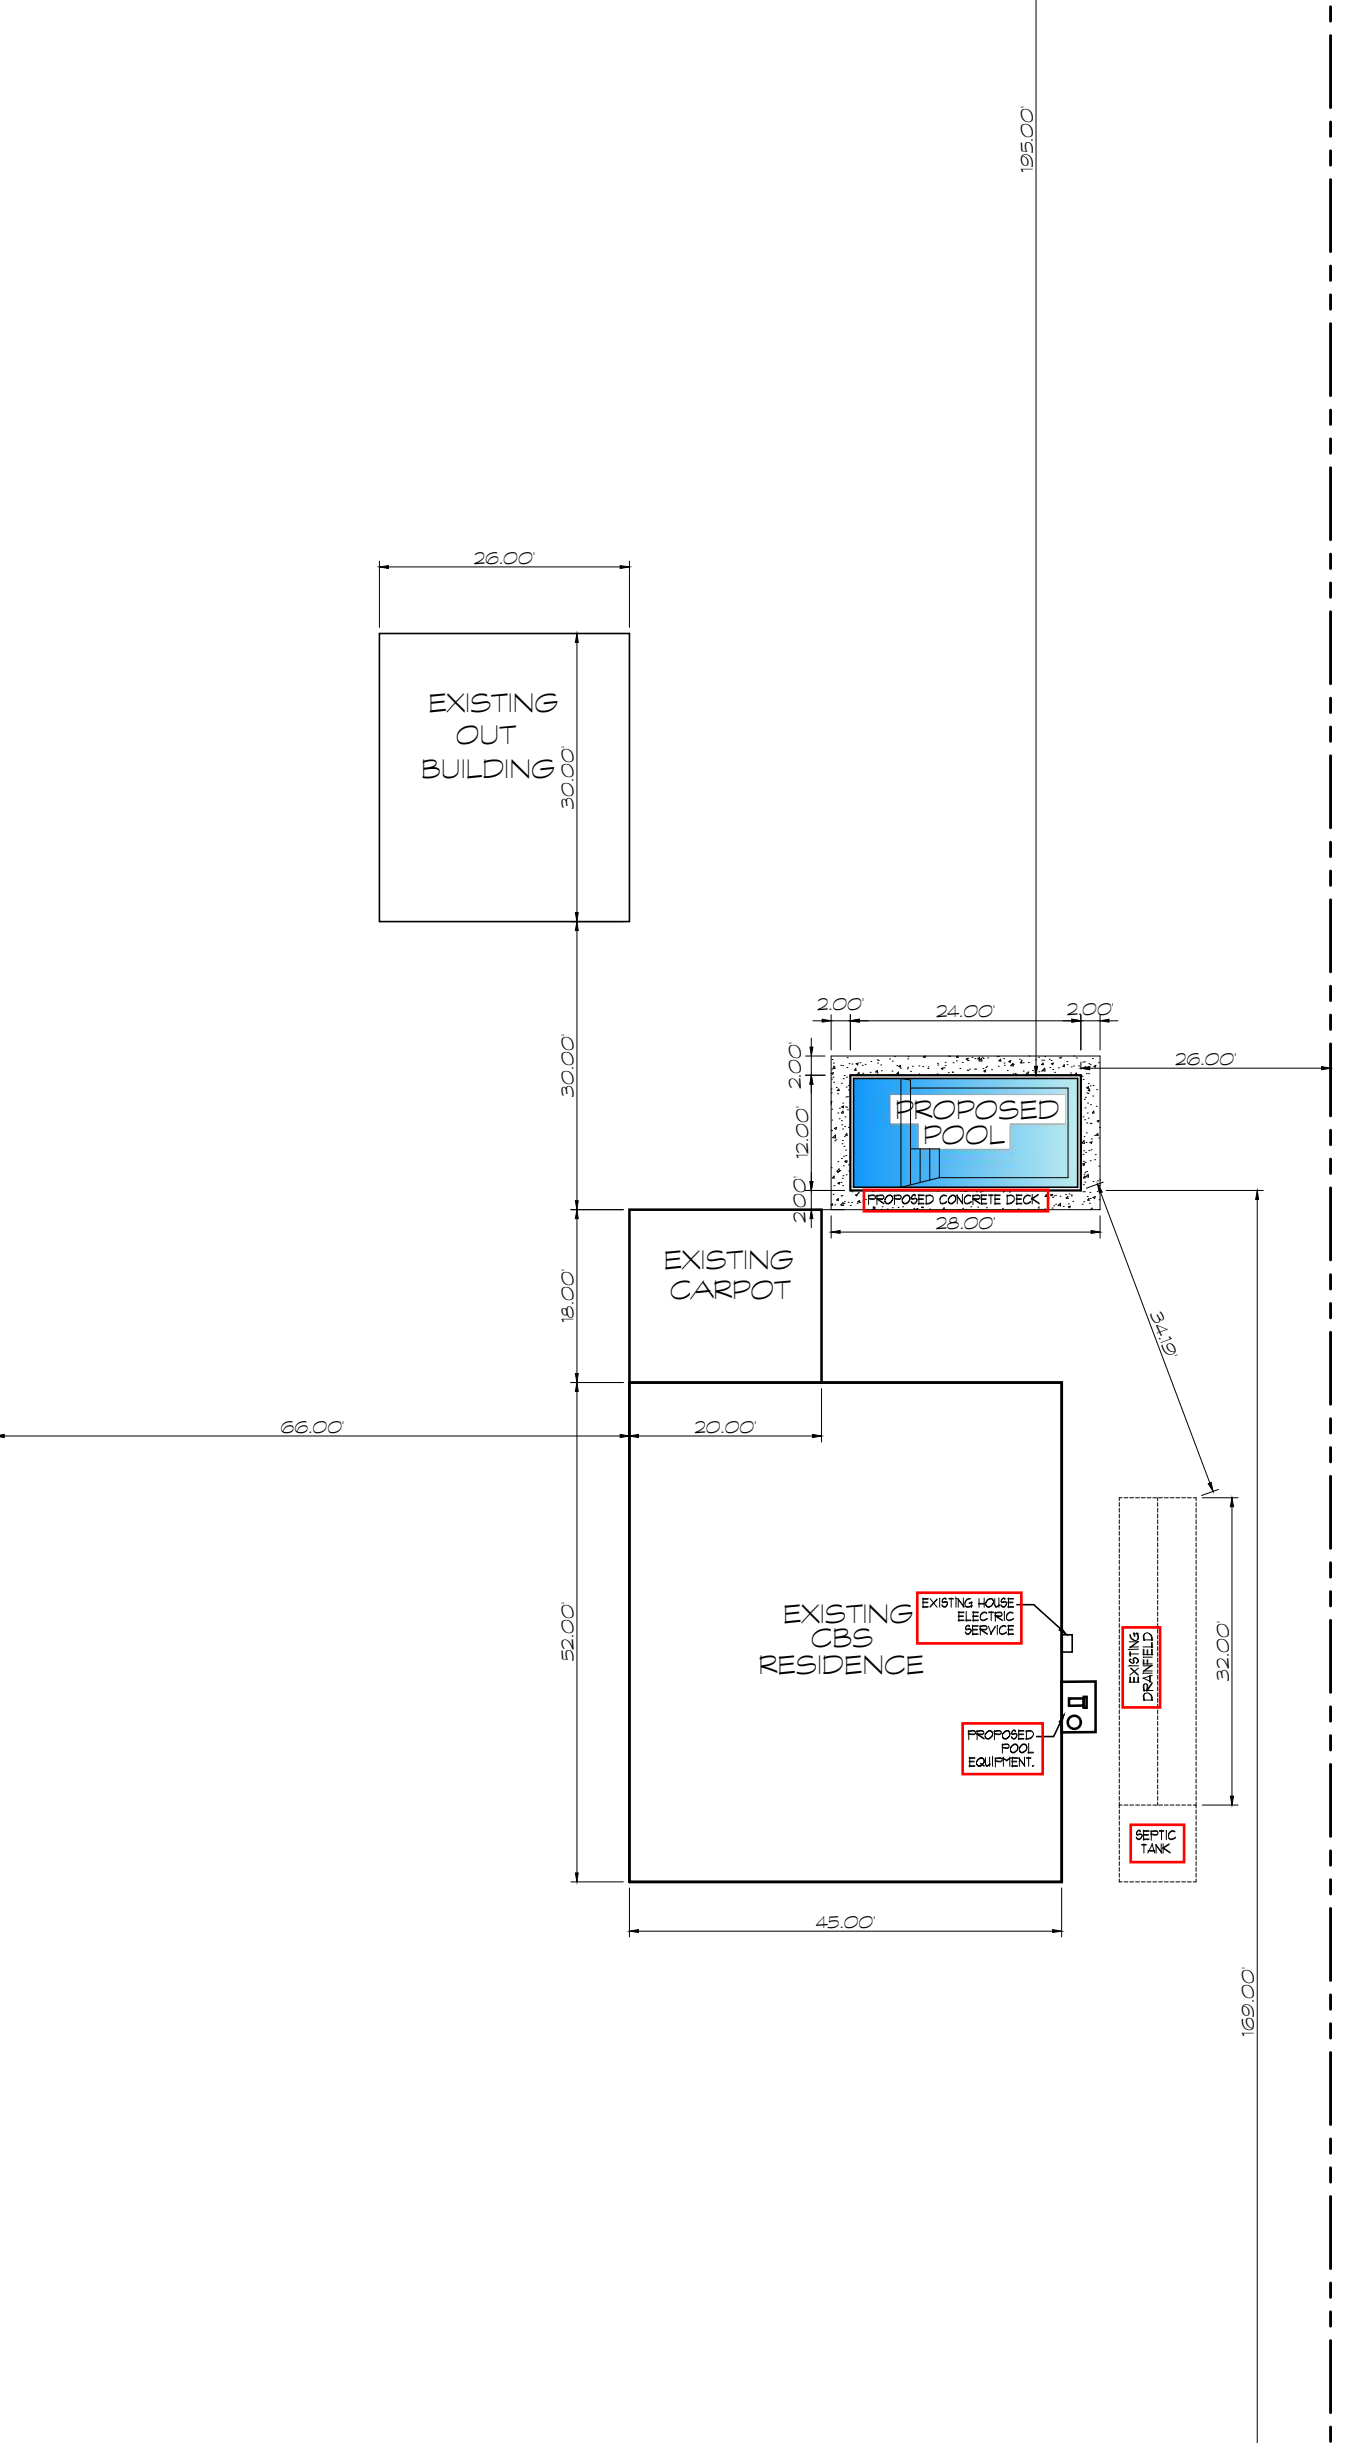 195.00'
26.00'
EXISTING
OUT
BUILDING
30.00'
30.00'
2.00'
24.00'
2.00'
2.00'
26.00'
12.00'
PROPOSED
POOL
2.00'
PROPOSED CONCRETE DECK
28.00'
EXISTING
CARPOT
18.00'
34.19'
66.00'
20.00'
52.00'
EXISTING
CBS
RESIDENCE
EXISTING HOUSE
ELECTRIC
SERVICE
EXISTING
DRAINFIELD
32.00'
PROPOSED
POOL
EQUIPMENT.
SEPTIC
TANK
45.00'
169.00'